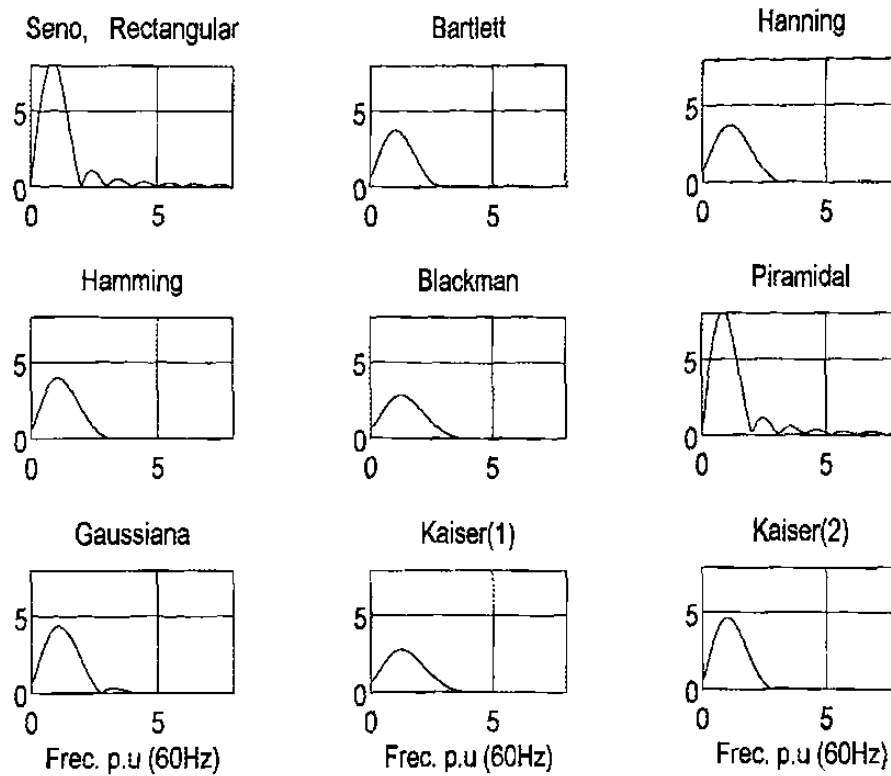 Seno, Rectangular
Bartlett
Hanning
5
0
0 5
5
0
0 5
5
0
0 5
Hamming
Blackman
Piramidal
5
0
0 5
5
0
0 5
5
0
0 5
Gaussiana
Kaiser(1)
Kaiser(2)
5
0
0 5
5
0
0 5
5
0
0 5
Frec. p.u (60Hz)
Frec. p.u (60Hz)
Frec. p.u (60Hz)